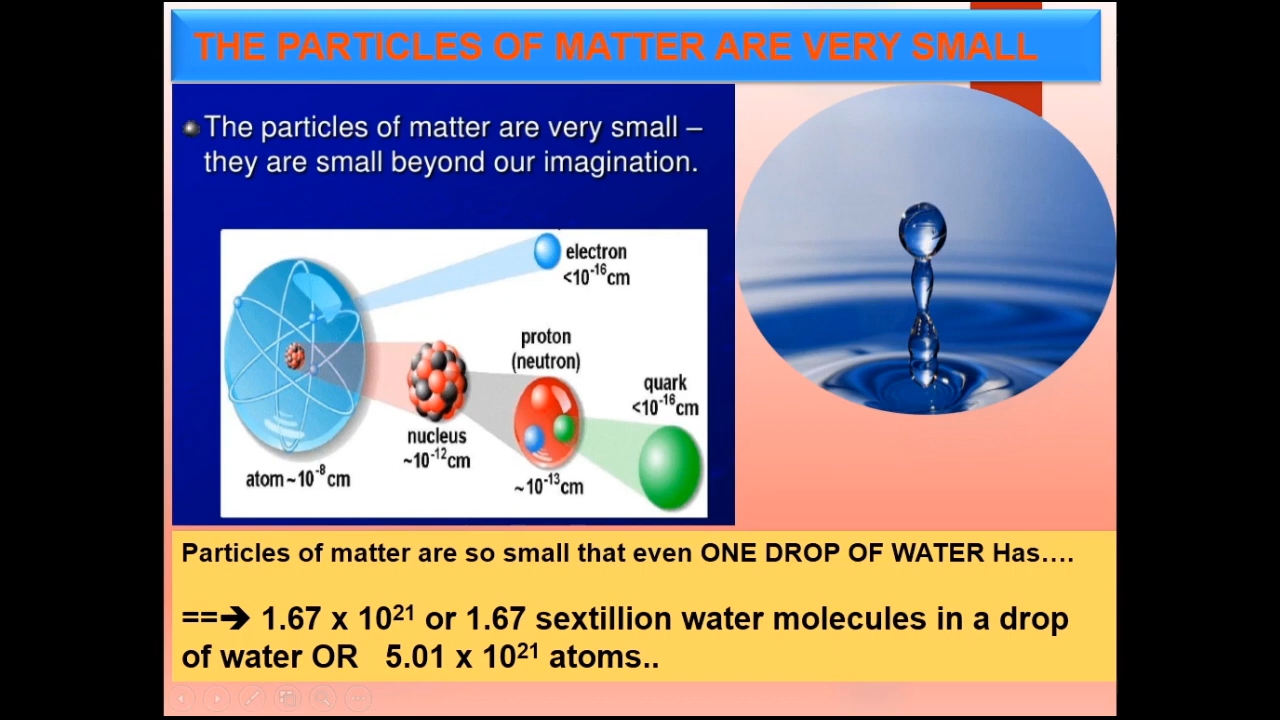 THE PARTICLES OF MATTER ARE VERY SMALL
The particles of matter are very small –
they are small beyond our imagination.
electron
<10⁻¹⁶cm
proton
(neutron)
quark
<10⁻¹⁶cm
nucleus
~10⁻¹²cm
atom~10⁻⁸cm
~10⁻¹³cm
Particles of matter are so small that even ONE DROP OF WATER Has….
==➔ 1.67 x 10²¹ or 1.67 sextillion water molecules in a drop
of water OR 5.01 x 10²¹ atoms..